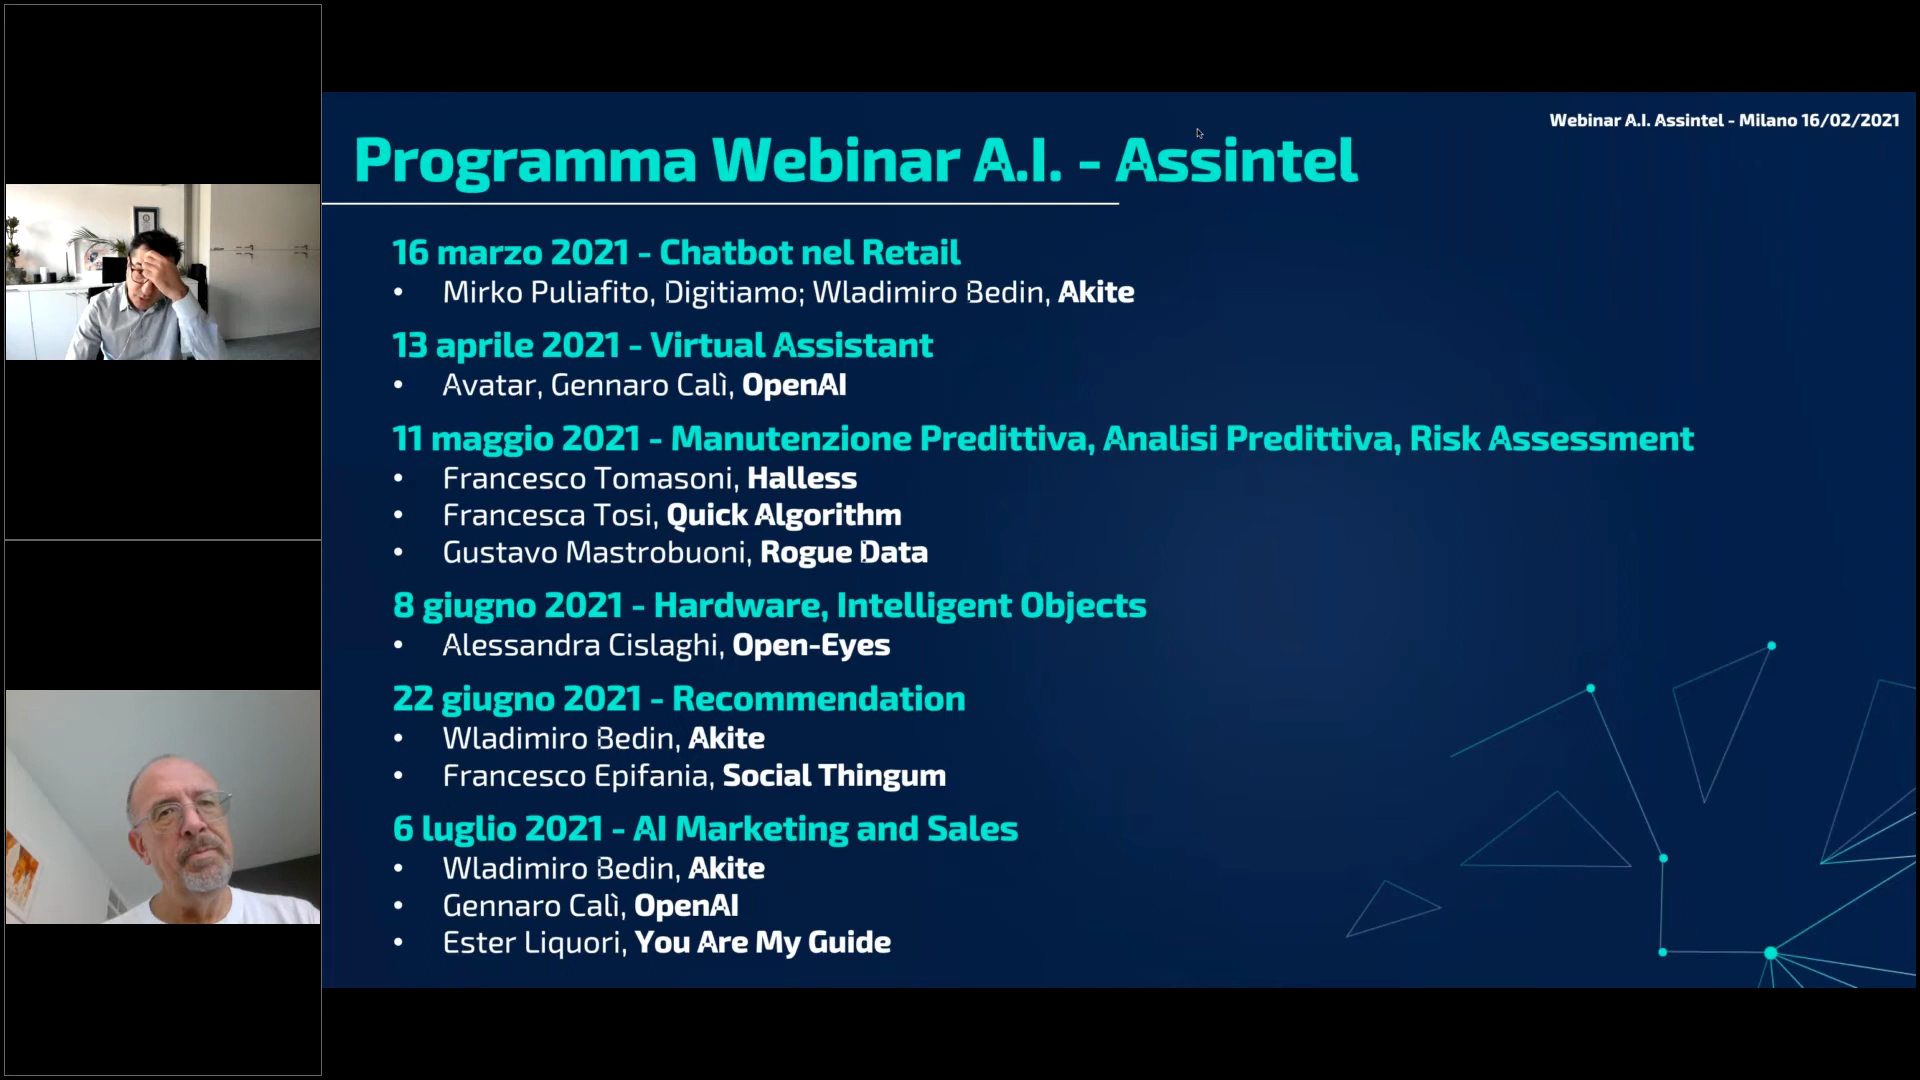 Webinar A.I. Assintel - Milano 16/02/2021
Programma Webinar A.I. - Assintel
16 marzo 2021 - Chatbot nel Retail
• Mirko Puliafito, Digitiamo; Wladimiro Bedin, Akite
13 aprile 2021 - Virtual Assistant
• Avatar, Gennaro Calì, OpenAI
11 maggio 2021 - Manutenzione Predittiva, Analisi Predittiva, Risk Assessment
• Francesco Tomasoni, Halless
• Francesca Tosi, Quick Algorithm
• Gustavo Mastrobuoni, Rogue Data
8 giugno 2021 - Hardware, Intelligent Objects
• Alessandra Cislaghi, Open-Eyes
22 giugno 2021 - Recommendation
• Wladimiro Bedin, Akite
• Francesco Epifania, Social Thingum
6 luglio 2021 - AI Marketing and Sales
• Wladimiro Bedin, Akite
• Gennaro Calì, OpenAI
• Ester Liquori, You Are My Guide